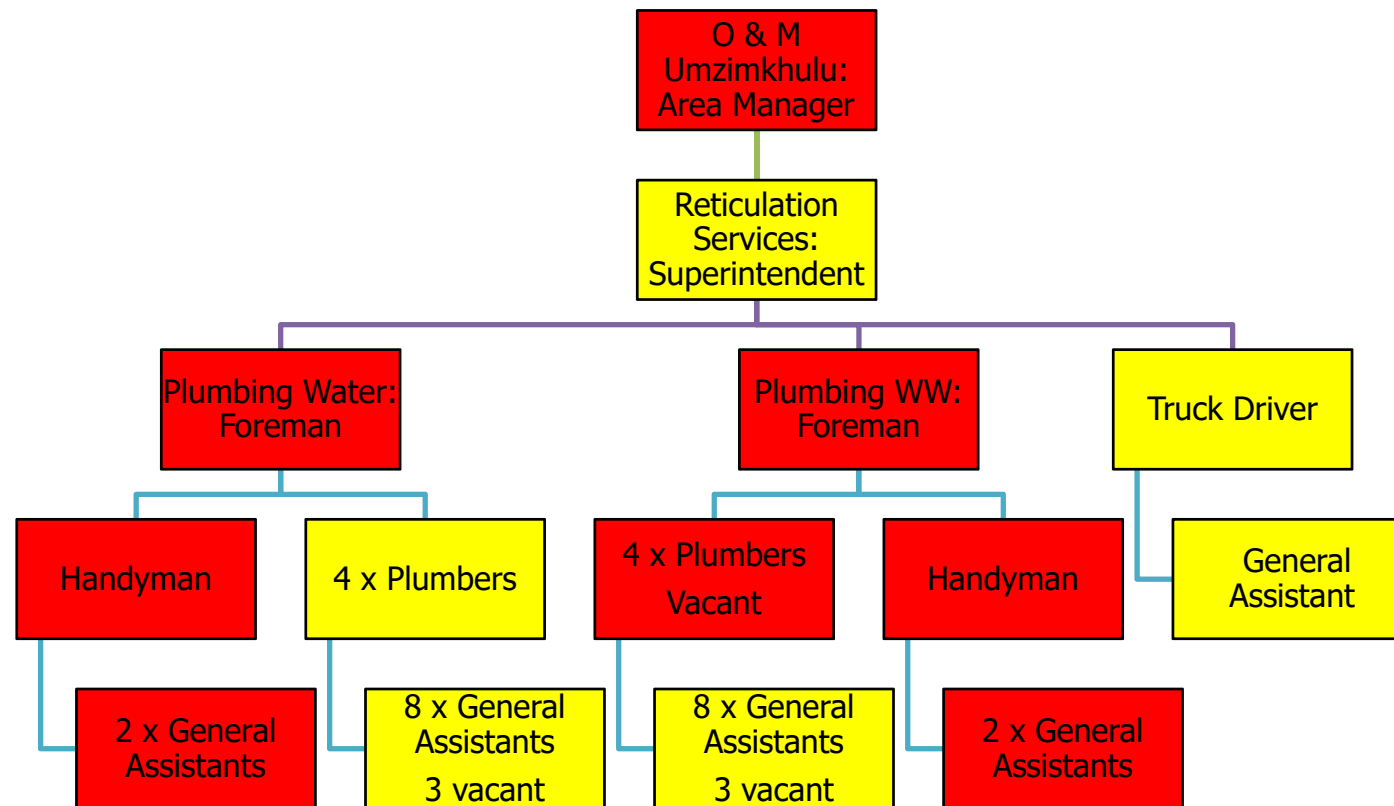 O & M
Umzimkhulu:
Area Manager
Reticulation
Services:
Superintendent
Plumbing Water:
Foreman
Plumbing WW:
Foreman
Truck Driver
Handyman
4 x Plumbers
4 x Plumbers
Vacant
Handyman
General
Assistant
2 x General
Assistants
8 x General
Assistants
3 vacant
8 x General
Assistants
3 vacant
2 x General
Assistants